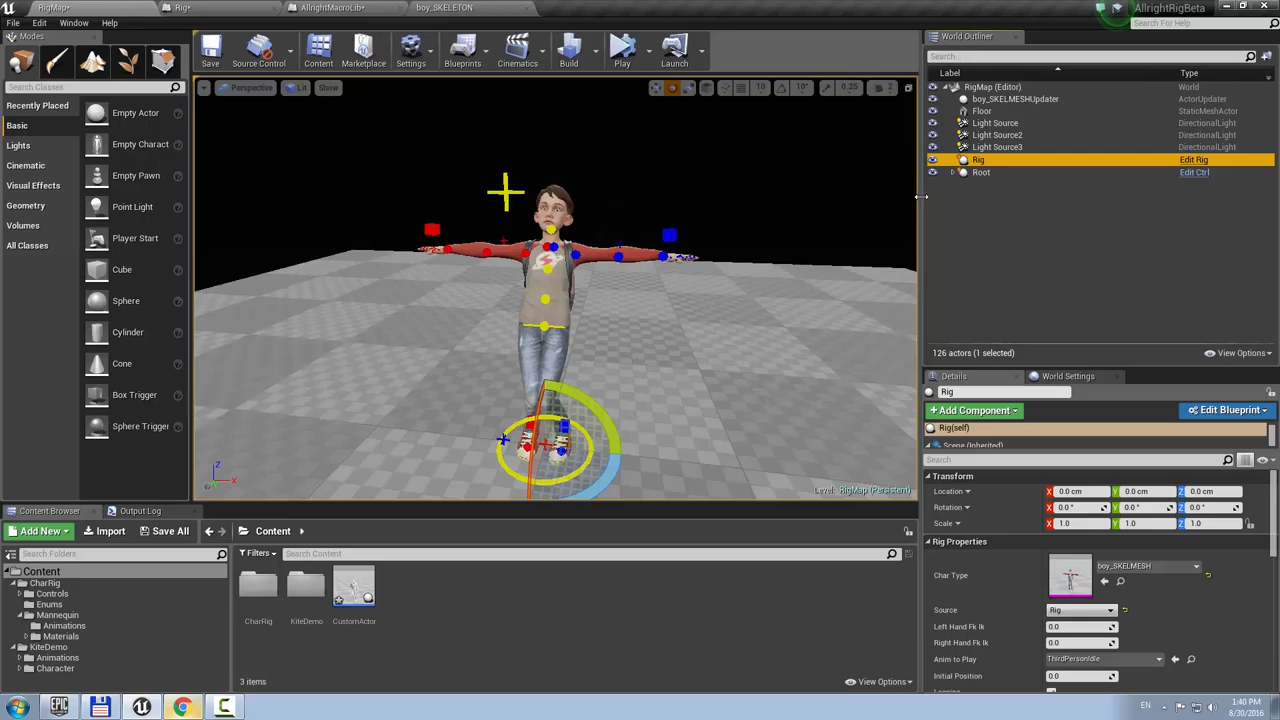 RigMap*
Rig*
AllrightMacroLib*
boy_SKELETON
AllrightRigBeta
File
Edit
Window
Help
Search For Help
Modes
Save
Source Control
Content
Marketplace
Settings
Blueprints
Cinematics
Build
Play
Launch
Search Classes
Recently Placed
Basic
Lights
Cinematic
Visual Effects
Geometry
Volumes
All Classes
Empty Actor
Empty Charact
Empty Pawn
Point Light
Player Start
Cube
Sphere
Cylinder
Cone
Box Trigger
Sphere Trigger
Perspective
Lit
Show
10
10°
0.25
2
Z
X
Level: RigMap (Persistent)
World Outliner
Search...
Label
Type
RigMap (Editor)
World
boy_SKELMESHUpdater
ActorUpdater
Floor
StaticMeshActor
Light Source
DirectionalLight
Light Source2
DirectionalLight
Light Source3
DirectionalLight
Rig
Edit Rig
Root
Edit Ctrl
126 actors (1 selected)
View Options
Details
World Settings
Rig
Add Component
Edit Blueprint
Rig(self)
Scene (Inherited)
Search
Transform
Location
X 0.0 cm Y 0.0 cm Z 0.0 cm
Rotation
X 0.0 ° Y 0.0 ° Z 0.0 °
Scale
X 1.0 Y 1.0 Z 1.0
Rig Properties
Char Type
boy_SKELMESH
Source
Rig
Left Hand Fk Ik
0.0
Right Hand Fk Ik
0.0
Anim to Play
ThirdPersonIdle
Initial Position
0.0
Content Browser
Output Log
Add New
Import
Save All
Content
Search Folders
Filters
Search Content
Content
CharRig
Controls
Enums
Mannequin
Animations
Materials
KiteDemo
Animations
Character
CharRig
KiteDemo
CustomActor
3 items
View Options
EPIC
EN
1:40 PM
8/30/2016